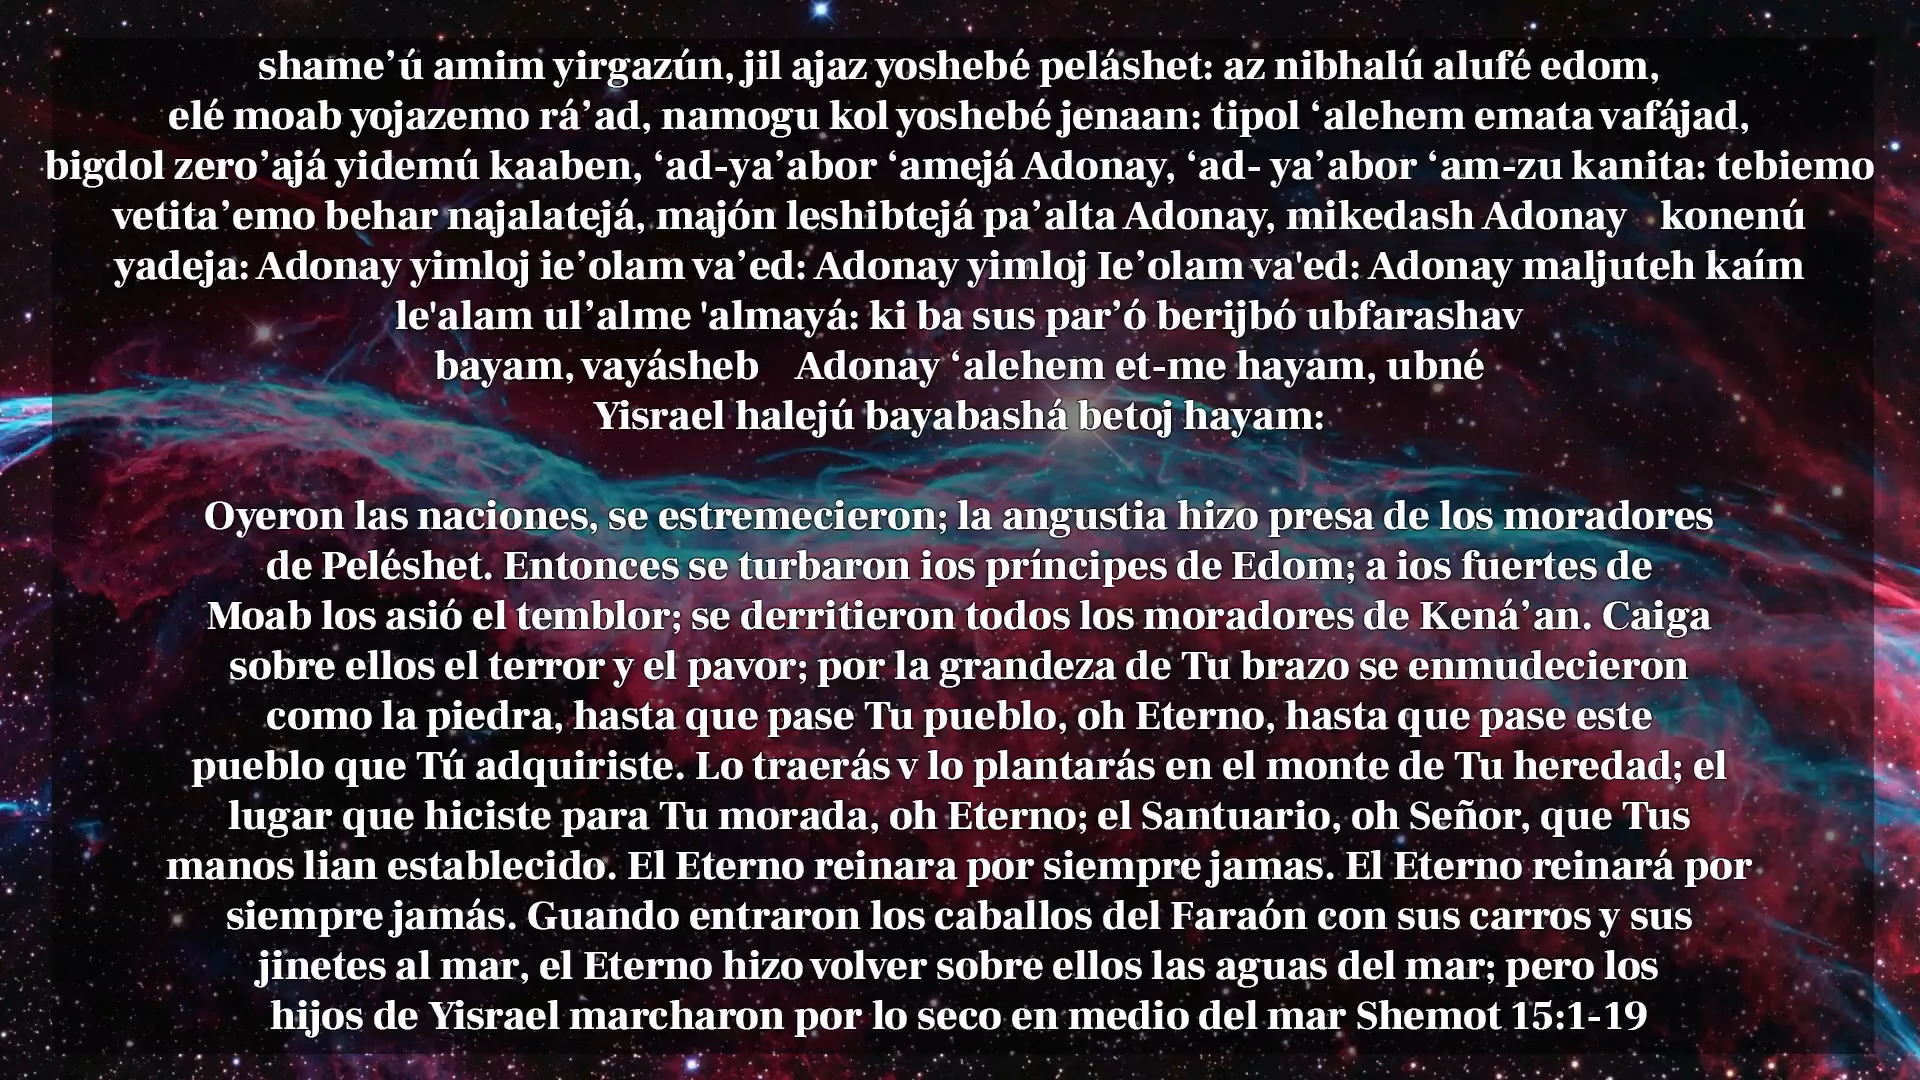 shame’ú amim yirgazún, jil ajaz yoshebé peláshet: az nibhalú alufé edom,
elé moab yojazemo rá’ad, namogu kol yoshebé jenaan: tipol ‘alehem emata vafájad,
bigdol zero’ajá yidemú kaaben, ‘ad-ya’abor ‘amejá Adonay, ‘ad- ya’abor ‘am-zu kanita: tebiemo
vetita’emo behar najalatejá, majón leshibtejá pa’alta Adonay, mikedash Adonay konenú
yadeja: Adonay yimloj ie’olam va’ed: Adonay yimloj Ie’olam va'ed: Adonay maljuteh kaím
le'alam ul’alme 'almayá: ki ba sus par’ó berijbó ubfarashav
bayam, vayásheb Adonay ‘alehem et-me hayam, ubné
Yisrael halejú bayabashá betoj hayam:
Oyeron las naciones, se estremecieron; la angustia hizo presa de los moradores
de Peléshet. Entonces se turbaron ios príncipes de Edom; a ios fuertes de
Moab los asió el temblor; se derritieron todos los moradores de Kená’an. Caiga
sobre ellos el terror y el pavor; por la grandeza de Tu brazo se enmudecieron
como la piedra, hasta que pase Tu pueblo, oh Eterno, hasta que pase este
pueblo que Tú adquiriste. Lo traerás v lo plantarás en el monte de Tu heredad; el
lugar que hiciste para Tu morada, oh Eterno; el Santuario, oh Señor, que Tus
manos lian establecido. El Eterno reinara por siempre jamas. El Eterno reinará por
siempre jamás. Guando entraron los caballos del Faraón con sus carros y sus
jinetes al mar, el Eterno hizo volver sobre ellos las aguas del mar; pero los
hijos de Yisrael marcharon por lo seco en medio del mar Shemot 15:1-19